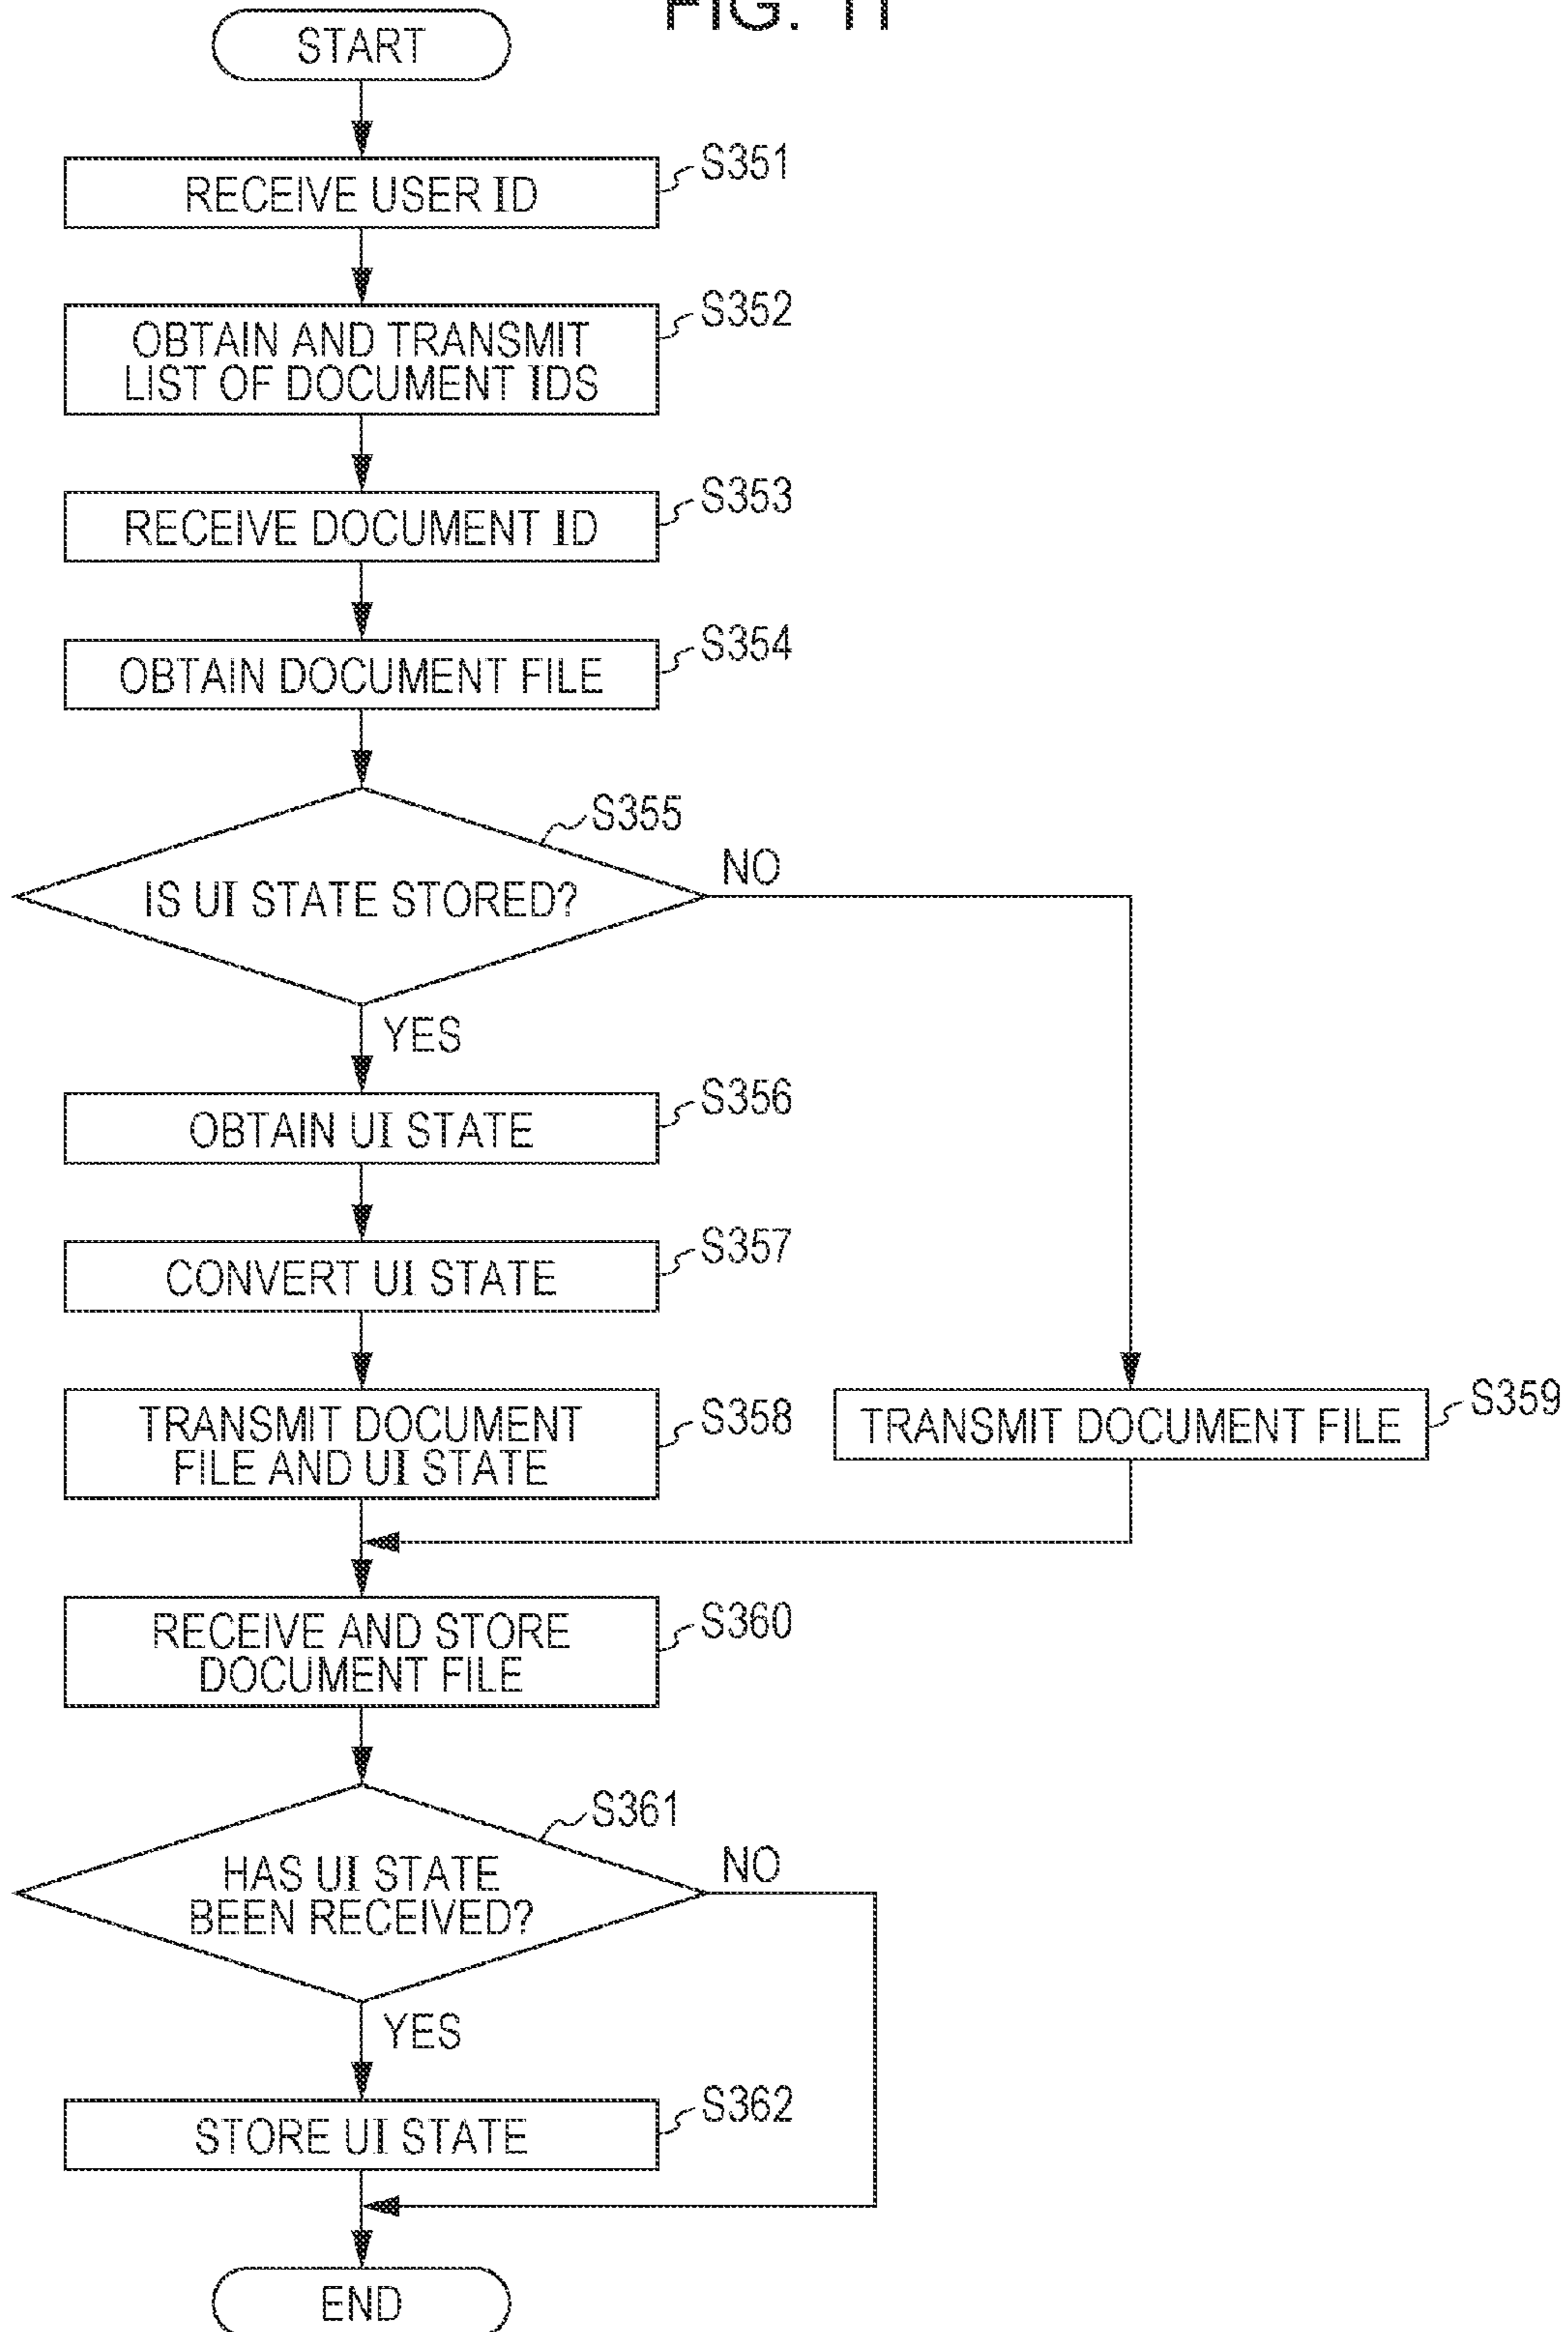 FIG. 11
START
S351
RECEIVE USER ID
S352
OBTAIN AND TRANSMIT
LIST OF DOCUMENT IDS
S353
RECEIVE DOCUMENT ID
S354
OBTAIN DOCUMENT FILE
S355
NO
IS UI STATE STORED?
YES
S356
OBTAIN UI STATE
S357
CONVERT UI STATE
S358
TRANSMIT DOCUMENT
FILE AND UI STATE
S359
TRANSMIT DOCUMENT FILE
S360
RECEIVE AND STORE
DOCUMENT FILE
S361
NO
HAS UI STATE
BEEN RECEIVED?
YES
S362
STORE UI STATE
END